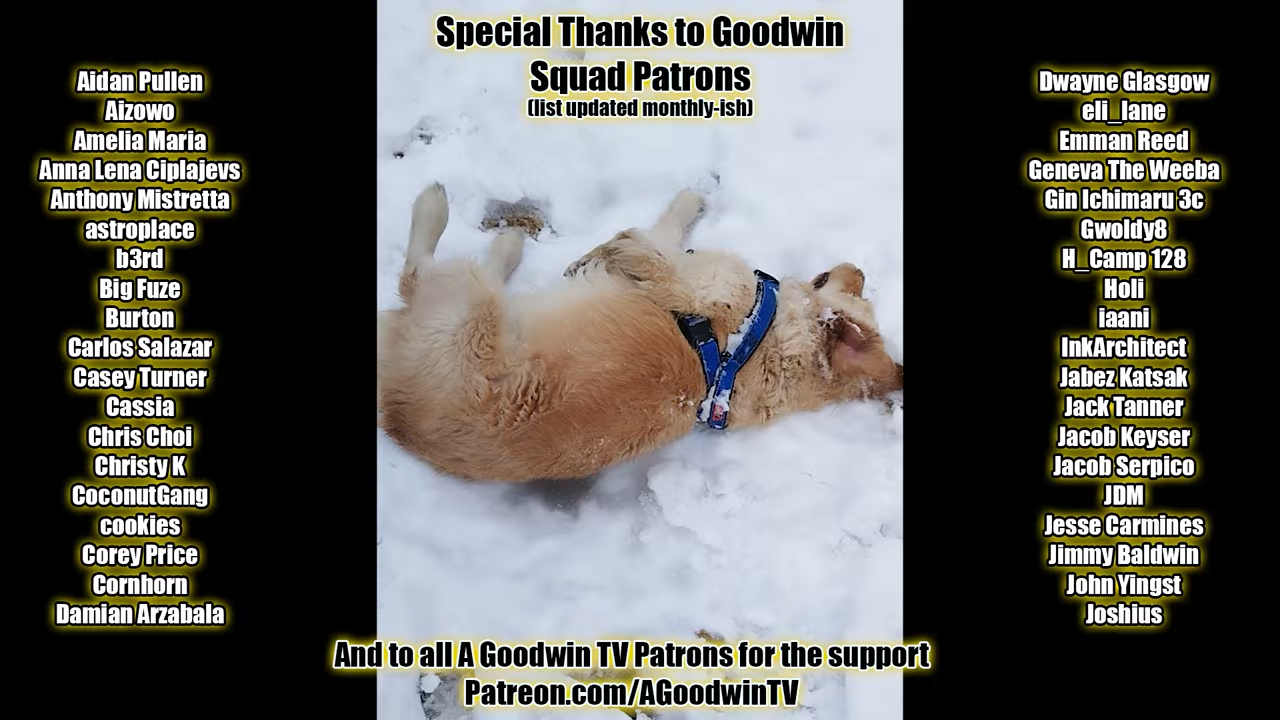 Special Thanks to Goodwin
Squad Patrons
(list updated monthly-ish)
Aidan Pullen
Aizowo
Amelia Maria
Anna Lena Ciplajevs
Anthony Mistretta
astroplace
b3rd
Big Fuze
Burton
Carlos Salazar
Casey Turner
Cassia
Chris Choi
Christy K
CoconutGang
cookies
Corey Price
Cornhorn
Damian Arzabala
Dwayne Glasgow
eli_lane
Emman Reed
Geneva The Weeba
Gin Ichimaru 3c
Gwoldy8
H_Camp 128
Holi
iaani
InkArchitect
Jabez Katsak
Jack Tanner
Jacob Keyser
Jacob Serpico
JDM
Jesse Carmines
Jimmy Baldwin
John Yingst
Joshius
And to all A Goodwin TV Patrons for the support
Patreon.com/AGoodwinTV